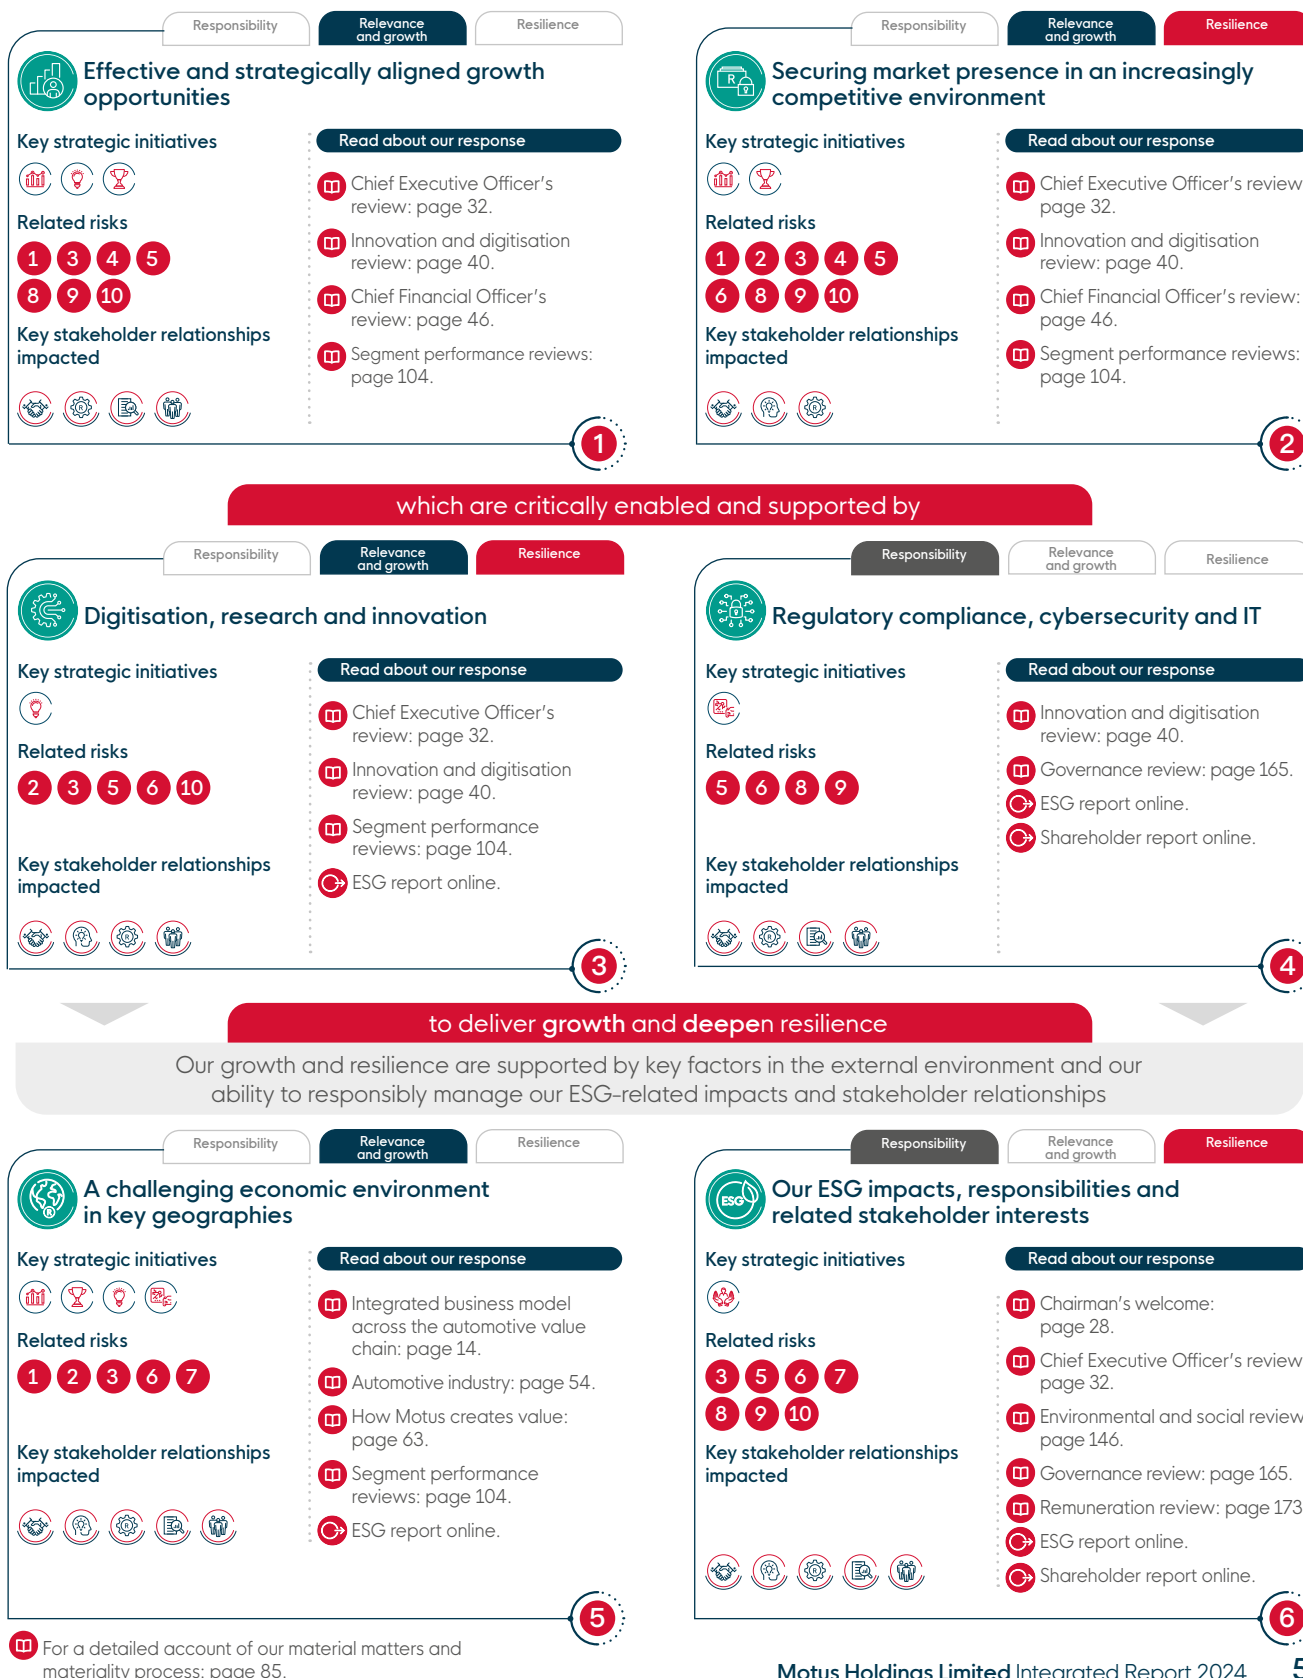 Responsibility
Relevance
and growth
Resilience
Effective and strategically aligned growth
opportunities
Key strategic initiatives
Related risks
1 3 4 5
8 9 10
Key stakeholder relationships
impacted
Read about our response
Chief Executive Officer's
review: page 32.
Innovation and digitisation
review: page 40.
Chief Financial Officer's
review: page 46.
Segment performance reviews:
page 104.
1
Responsibility
Relevance
and growth
Resilience
R
Securing market presence in an increasingly
competitive environment
Key strategic initiatives
Related risks
1 2 3 4 5
6 8 9 10
Key stakeholder relationships
impacted
Read about our response
Chief Executive Officer's review
page 32.
Innovation and digitisation
review: page 40.
Chief Financial Officer's review:
page 46.
Segment performance reviews:
page 104.
2
which are critically enabled and supported by
Responsibility
Relevance
and growth
Resilience
Digitisation, research and innovation
Key strategic initiatives
Related risks
2 3 5 6 10
Key stakeholder relationships
impacted
Read about our response
Chief Executive Officer's
review: page 32.
Innovation and digitisation
review: page 40.
Segment performance
reviews: page 104.
ESG report online.
3
Responsibility
Relevance
and growth
Resilience
Regulatory compliance, cybersecurity and IT
Key strategic initiatives
Related risks
5 6 8 9
Key stakeholder relationships
impacted
Read about our response
Innovation and digitisation
review: page 40.
Governance review: page 165.
ESG report online.
Shareholder report online.
4
to deliver growth and deepen resilience
Our growth and resilience are supported by key factors in the external environment and our
ability to responsibly manage our ESG-related impacts and stakeholder relationships
Responsibility
Relevance
and growth
Resilience
A challenging economic environment
in key geographies
Key strategic initiatives
Related risks
1 2 3 6 7
Key stakeholder relationships
impacted
Read about our response
Integrated business model
across the automotive value
chain: page 14.
Automotive industry: page 54.
How Motus creates value:
page 63.
Segment performance
reviews: page 104.
ESG report online.
5
Responsibility
Relevance
and growth
Resilience
ESG
Our ESG impacts, responsibilities and
related stakeholder interests
Key strategic initiatives
Related risks
3 5 6 7
8 9 10
Key stakeholder relationships
impacted
Read about our response
Chairman's welcome:
page 28.
Chief Executive Officer's review
page 32.
Environmental and social review
page 146.
Governance review: page 165.
Remuneration review: page 173
ESG report online.
Shareholder report online.
6
For a detailed account of our material matters and
materiality process: page 85.
Motus Holdings Limited Integrated Report 2024 5